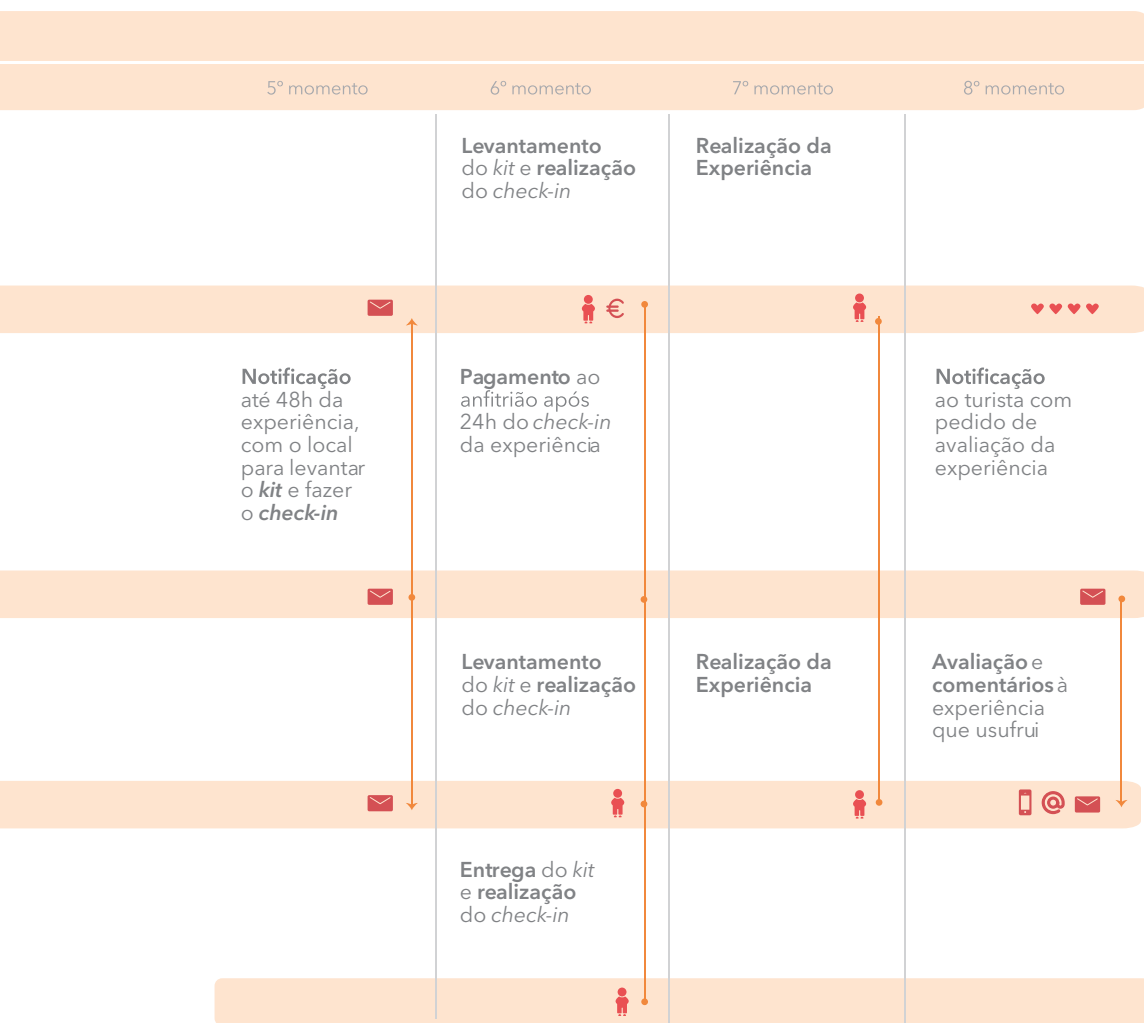 5º momento
6º momento
7º momento
8º momento
Levantamento
do kit e realização
do check-in
Realização da
Experiência
€
Notificação
até 48h da
experiência,
com o local
para levantar
o kit e fazer
o check-in
Pagamento ao
anfitrião após
24h do check-in
da experiência
Notificação
ao turista com
pedido de
avaliação da
experiência
Levantamento
do kit e realização
do check-in
Realização da
Experiência
Avaliação e
comentários à
experiência
que usufrui
@
Entrega do kit
e realização
do check-in